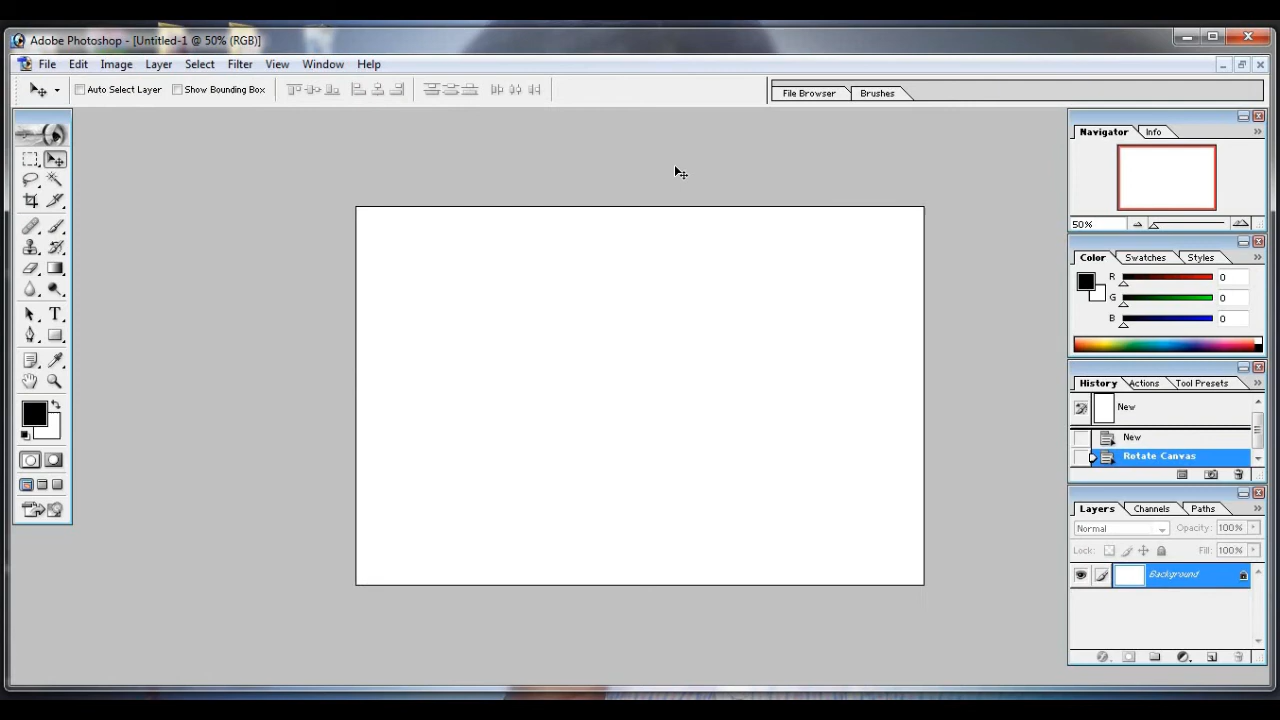 Adobe Photoshop - [Untitled-1 @ 50% (RGB)]
File Edit Image Layer Select Filter View Window Help
Auto Select Layer Show Bounding Box File Browser Brushes
Navigator Info
50%
Color Swatches Styles
R 0
G 0
B 0
History Actions Tool Presets
New
New
Rotate Canvas
Layers Channels Paths
Normal Opacity: 100%
Lock: Fill: 100%
Background